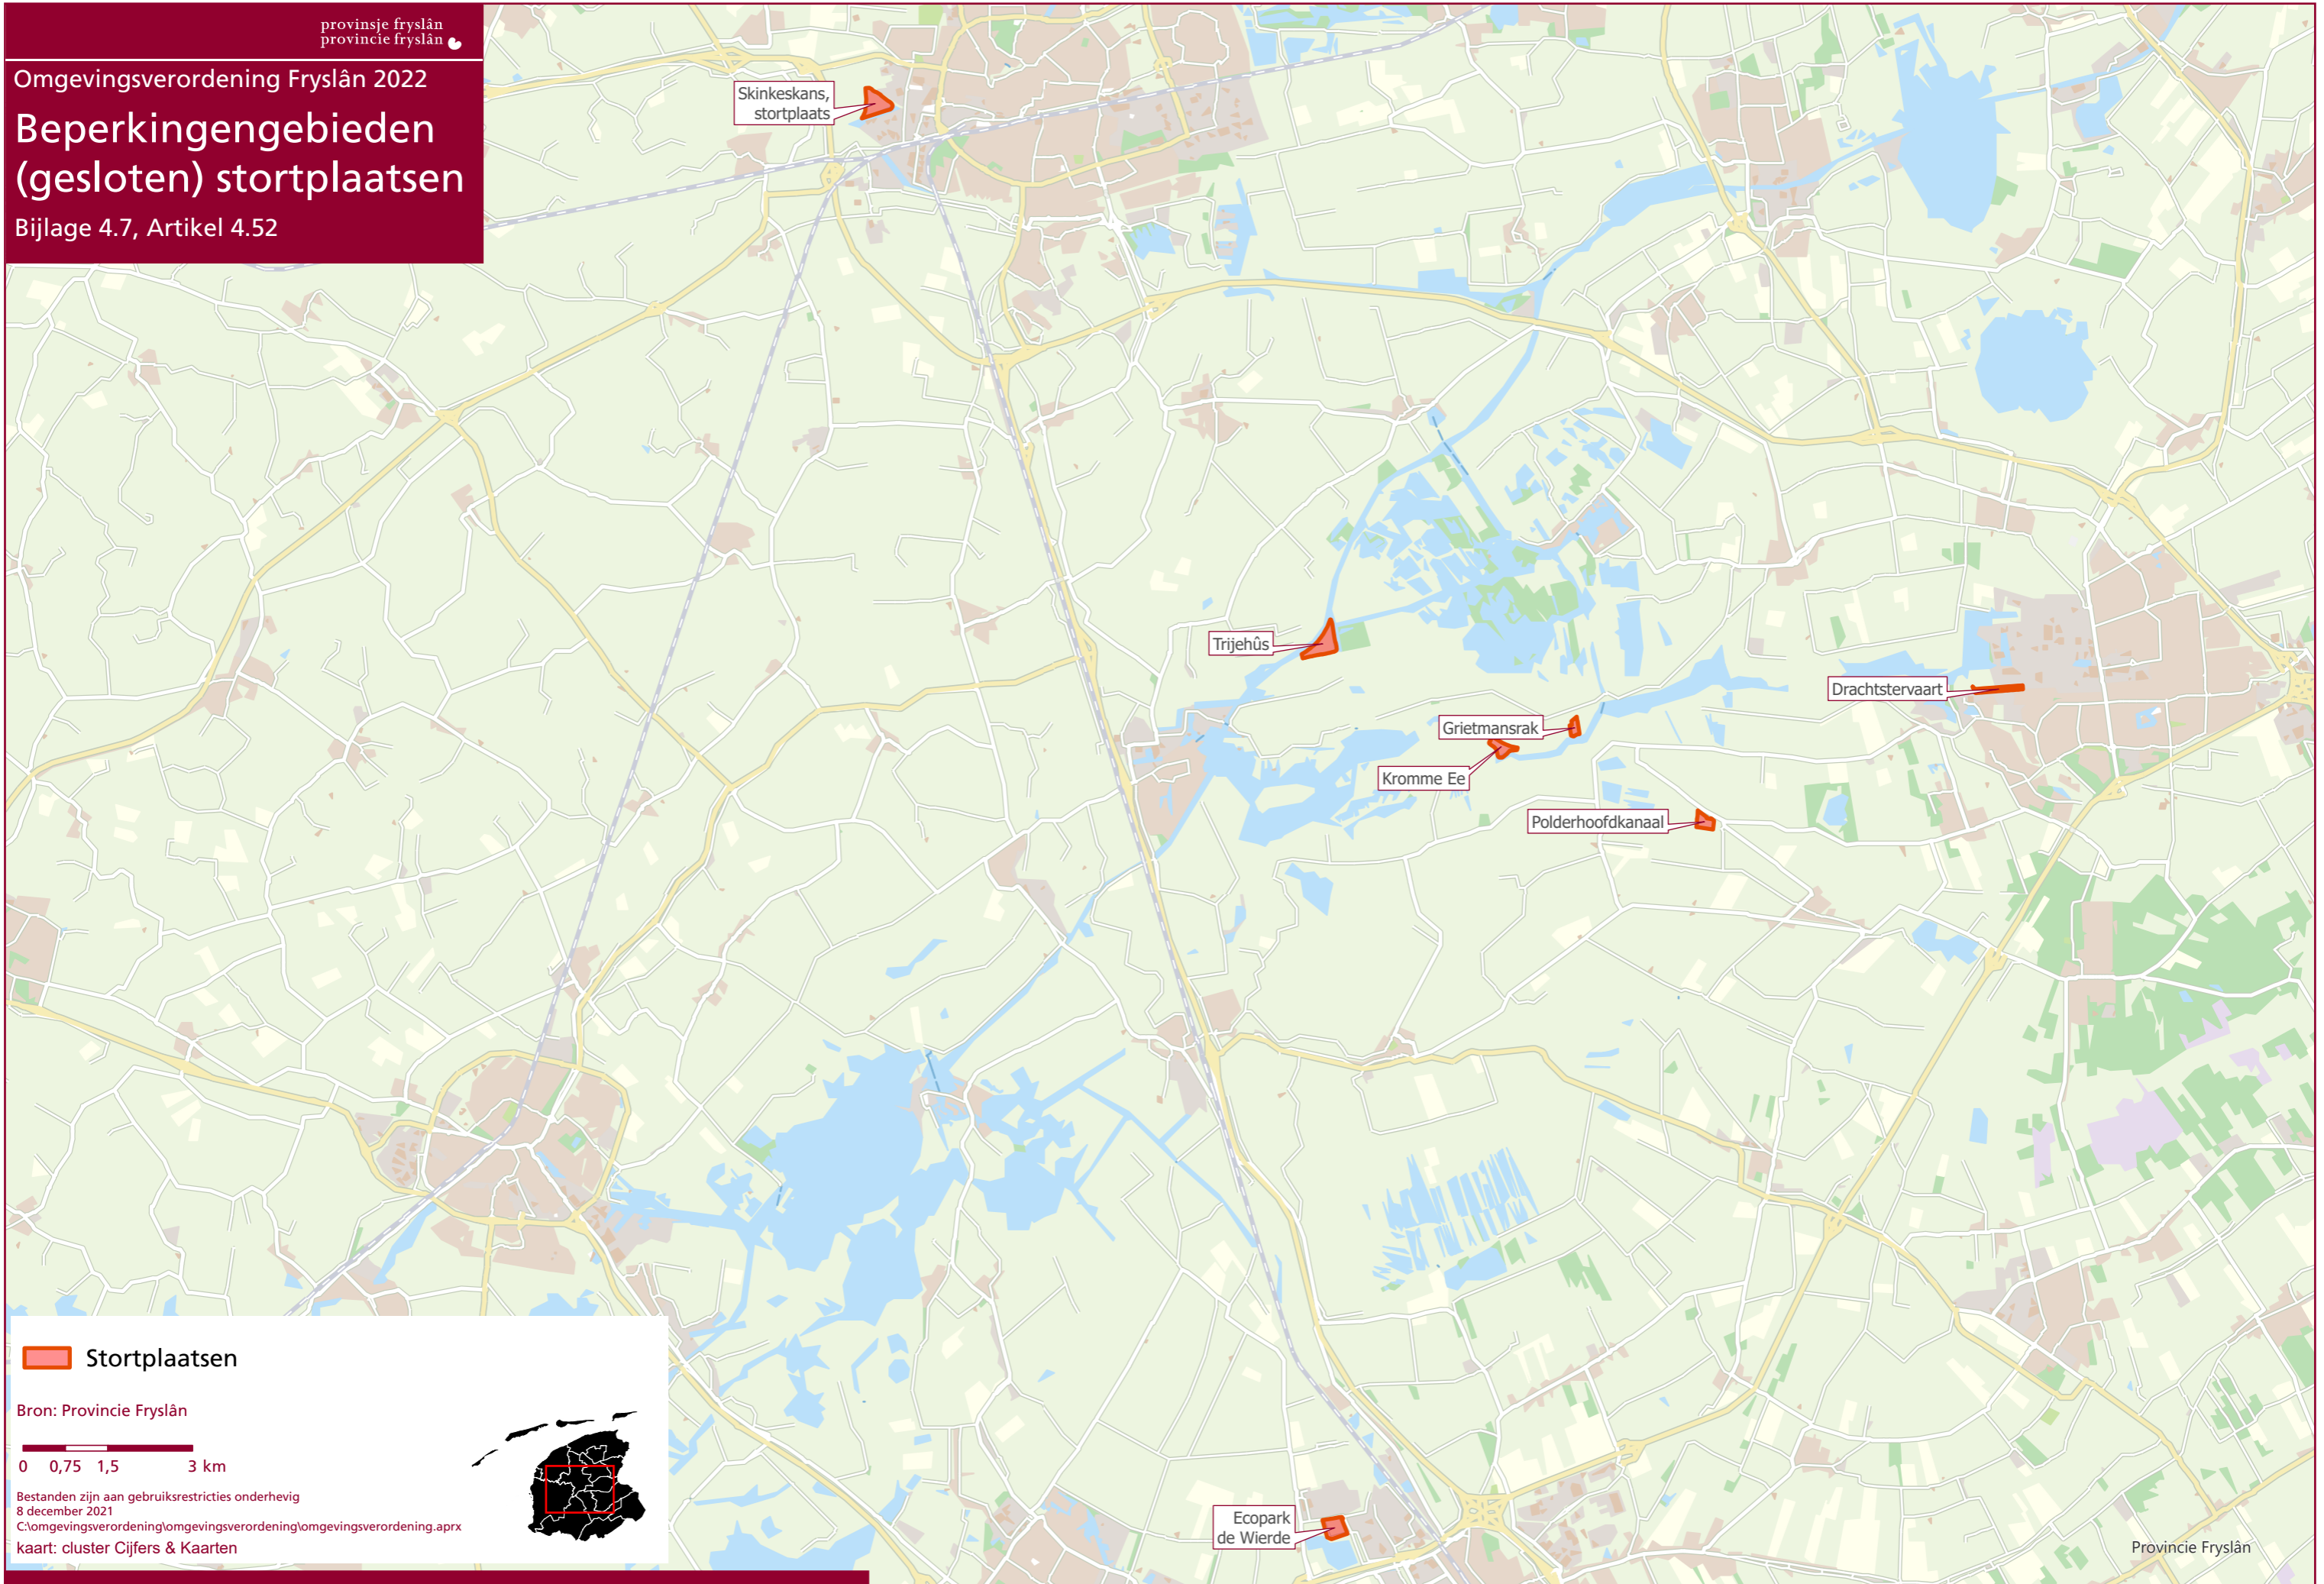 provinsje fryslân
provincie fryslân
Omgevingsverordening Fryslân 2022
Beperkingengebieden
(gesloten) stortplaatsen
Bijlage 4.7, Artikel 4.52
Skinkeskans,
stortplaats
Trijehûs
Drachtstervaart
Grietmansrak
Kromme Ee
Polderhoofdkanaal
Ecopark
de Wierde
Stortplaatsen
Bron: Provincie Fryslân
0 0,75 1,5 3 km
Bestanden zijn aan gebruiksrestricties onderhevig
8 december 2021
C:\omgevingsverordening\omgevingsverordening\omgevingsverordening.aprx
kaart: cluster Cijfers & Kaarten
Provincie Fryslân